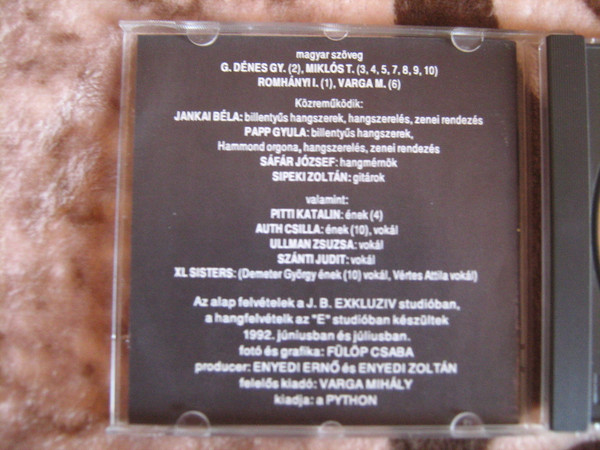 magyar szöveg
G. DÉNES GY. (2), MIKLÓS T. (3, 4, 5, 7, 8, 9, 10)
ROMHÁNYI I. (1), VARGA M. (6)
Közreműködik:
JANKAI BÉLA: billentyűs hangszerek, hangszerelés, zenei rendezés
PAPP GYULA: billentyűs hangszerek,
Hammond orgona, hangszerelés, zenei rendezés
SÁFÁR JÓZSEF: hangmérnök
SIPEKI ZOLTÁN: gitárok
valamint:
PITTI KATALIN: ének (4)
AUTH CSILLA: ének (10), vokál
ULLMAN ZSUZSA: vokál
SZÁNTI JUDIT: vokál
XL SISTERS: (Demeter György ének (10) vokál, Vértes Attila vokál)
Az alap felvételek a J. B. EXKLUZIV studióban,
a hangfelvételk az "E" studióban készültek
1992. júniusban és júliusban.
fotó és grafika: FÜLÖP CSABA
producer: ENYEDI ERNŐ és ENYEDI ZOLTÁN
felelős kiadó: VARGA MIHÁLY
kiadja: a PYTHON